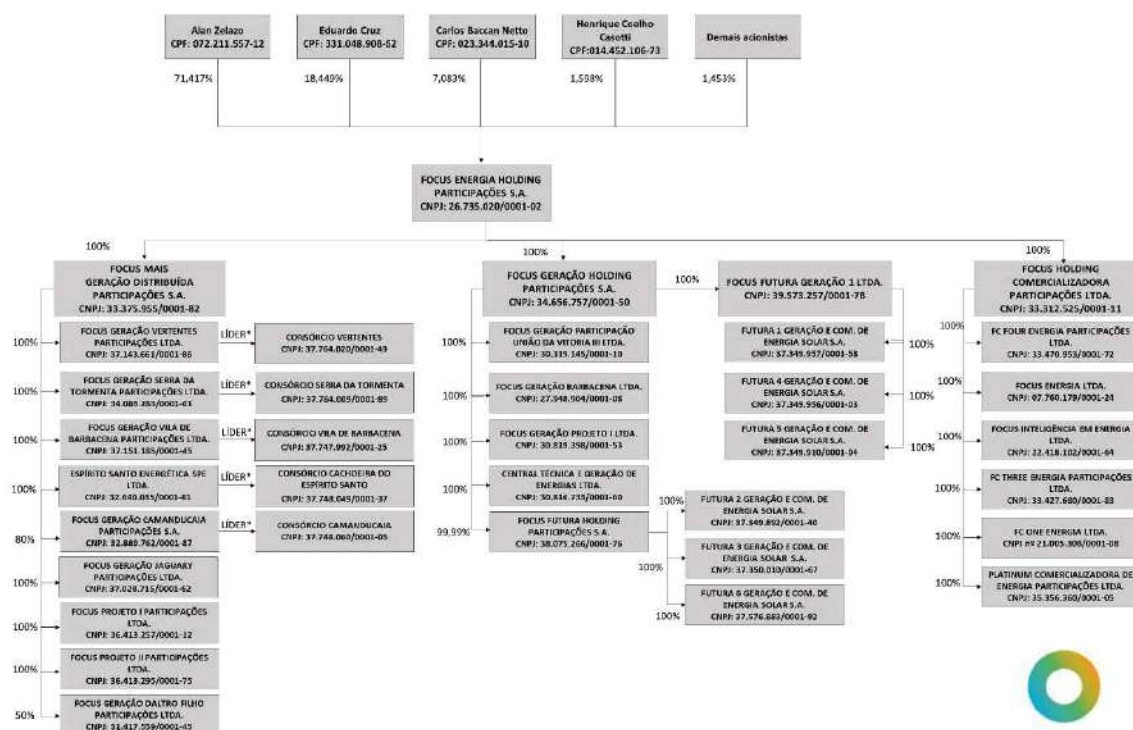 Alan Zelazo
CPF: 072.211.557-12
Eduardo Cruz
CPF: 331.048.908-62
Carlos Baccan Netto
CPF: 023.344.015-10
Henrique Coelho
Casotti
CPF:014.452.106-73
Demais acionistas
71,417%
18,449%
7,083%
1,598%
1,453%
FOCUS ENERGIA HOLDING
PARTICIPAÇÕES S.A.
CNPJ: 26.735.020/0001-02
100%
100%
100%
FOCUS MAIS
GERAÇÃO DISTRIBUÍDA
PARTICIPAÇÕES S.A.
CNPJ: 33.375.955/0001-82
FOCUS GERAÇÃO HOLDING
PARTICIPAÇÕES S.A.
CNPJ: 34.656.757/0001-50
100%
FOCUS FUTURA GERAÇÃO 1 LTDA.
CNPJ: 39.573.257/0001-78
FOCUS HOLDING
COMERCIALIZADORA
PARTICIPAÇÕES LTDA.
CNPJ: 33.312.525/0001-11
100%
FOCUS GERAÇÃO VERTENTES
PARTICIPAÇÕES LTDA.
CNPJ: 37.143.661/0001-86
LÍDER*
CONSÓRCIO VERTENTES
CNPJ: 37.764.020/0001-49
100%
FOCUS GERAÇÃO SERRA DA
TORMENTA PARTICIPAÇÕES LTDA.
CNPJ:
LÍDER*
CONSÓRCIO SERRA DA TORMENTA
CNPJ: 37.764.009/0001-89
100%
FOCUS GERAÇÃO VILA DE
BARBACENA PARTICIPAÇÕES LTDA.
CNPJ: 37.151.185/0001-45
LÍDER*
CONSÓRCIO VILA DE BARBACENA
CNPJ: 37.747.992/0001-25
100%
ESPÍRITO SANTO ENERGÉTICA SPE
LTDA.
CNPJ:
LÍDER*
CONSÓRCIO CACHOEIRA DO
ESPÍRITO SANTO
CNPJ: 37.748.049/0001-37
80%
FOCUS GERAÇÃO CAMANDUCAIA
PARTICIPAÇÕES S.A.
CNPJ: 32.889.762/0001-87
LÍDER*
CONSÓRCIO CAMANDUCAIA
CNPJ: 37.748.060/0001-05
100%
FOCUS GERAÇÃO JAGUARY
PARTICIPAÇÕES LTDA.
CNPJ: 37.028.715/0001-62
100%
FOCUS PROJETO I PARTICIPAÇÕES
LTDA.
CNPJ: 36.413.257/0001-12
100%
FOCUS PROJETO II PARTICIPAÇÕES
LTDA.
CNPJ: 36.413.295/0001-75
50%
FOCUS GERAÇÃO DALTRO FILHO
PARTICIPAÇÕES LTDA.
CNPJ: 31.417.559/0001-45
100%
FOCUS GERAÇÃO PARTICIPAÇÃO
UNIÃO DA VITORIA III LTDA.
CNPJ: 30.319.145/0001-10
100%
FOCUS GERAÇÃO BARBACENA LTDA.
CNPJ: 27.948.904/0001-08
100%
FOCUS GERAÇÃO PROJETO I LTDA.
CNPJ: 30.819.398/0001-53
100%
CENTRAL TÉCNICA E GERAÇÃO DE
ENERGIAS LTDA.
CNPJ:
99,99%
FOCUS FUTURA HOLDING
PARTICIPAÇÕES S.A.
CNPJ: 38.075.266/0001-76
FUTURA 1 GERAÇÃO E COM. DE
ENERGIA SOLAR S.A.
CNPJ: 37.349.957/0001-58
100%
FUTURA 4 GERAÇÃO E COM. DE
ENERGIA SOLAR S.A.
CNPJ: 37.349.956/0001-03
100%
FUTURA 5 GERAÇÃO E COM. DE
ENERGIA SOLAR S.A.
CNPJ: 37.349.910/0001-94
100%
100%
FUTURA 2 GERAÇÃO E COM. DE
ENERGIA SOLAR S.A.
CNPJ: 37.349.892/0001-40
100%
FUTURA 3 GERAÇÃO E COM. DE
ENERGIA SOLAR S.A.
CNPJ: 37.350.010/0001-67
100%
FUTURA 6 GERAÇÃO E COM. DE
ENERGIA SOLAR S.A.
CNPJ: 37.576.883/0001-92
FC FOUR ENERGIA PARTICIPAÇÕES
LTDA.
CNPJ: 33.470.953/0001-72
100%
FOCUS ENERGIA LTDA.
CNPJ: 07.760.179/0001-24
100%
FOCUS INTELIGÊNCIA EM ENERGIA
LTDA.
CNPJ: 22.418.102/0001-64
100%
FC THREE ENERGIA PARTICIPAÇÕES
LTDA.
CNPJ: 33.427.680/0001-83
100%
FC ONE ENERGIA LTDA.
CNPJ nº 21.005.308/0001-08
100%
PLATINUM COMERCIALIZADORA DE
ENERGIA PARTICIPAÇÕES LTDA.
CNPJ: 35.356.360/0001-05